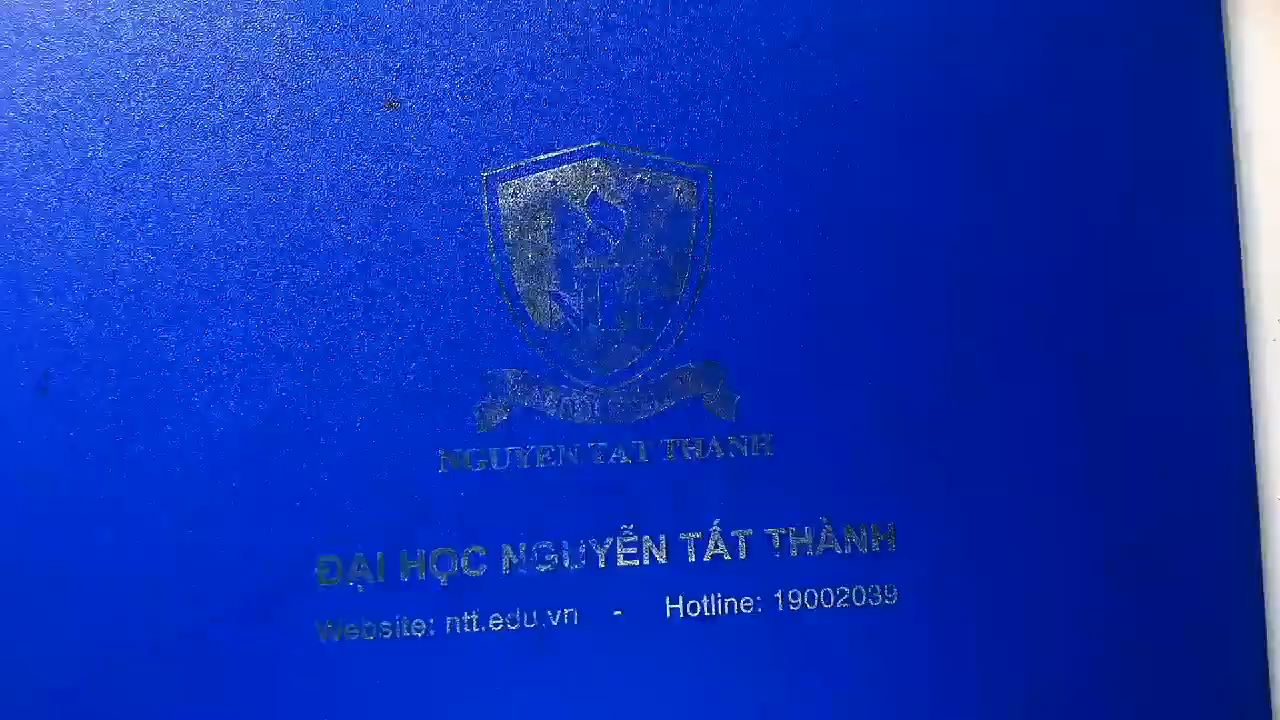 NGUYEN TAT THANH
ĐẠI HỌC NGUYỄN TẤT THÀNH
Website: ntt.edu.vn - Hotline: 19002039